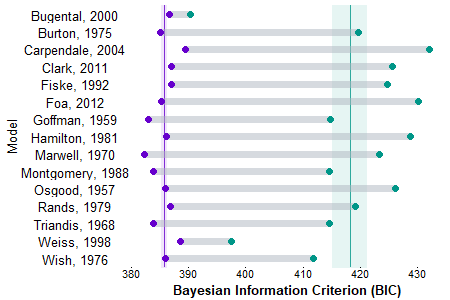 Model
Bugental, 2000
Burton, 1975
Carpendale, 2004
Clark, 2011
Fiske, 1992
Foa, 2012
Goffman, 1959
Hamilton, 1981
Marwell, 1970
Montgomery, 1988
Osgood, 1957
Rands, 1979
Triandis, 1968
Weiss, 1998
Wish, 1976
380 390 400 410 420 430
Bayesian Information Criterion (BIC)